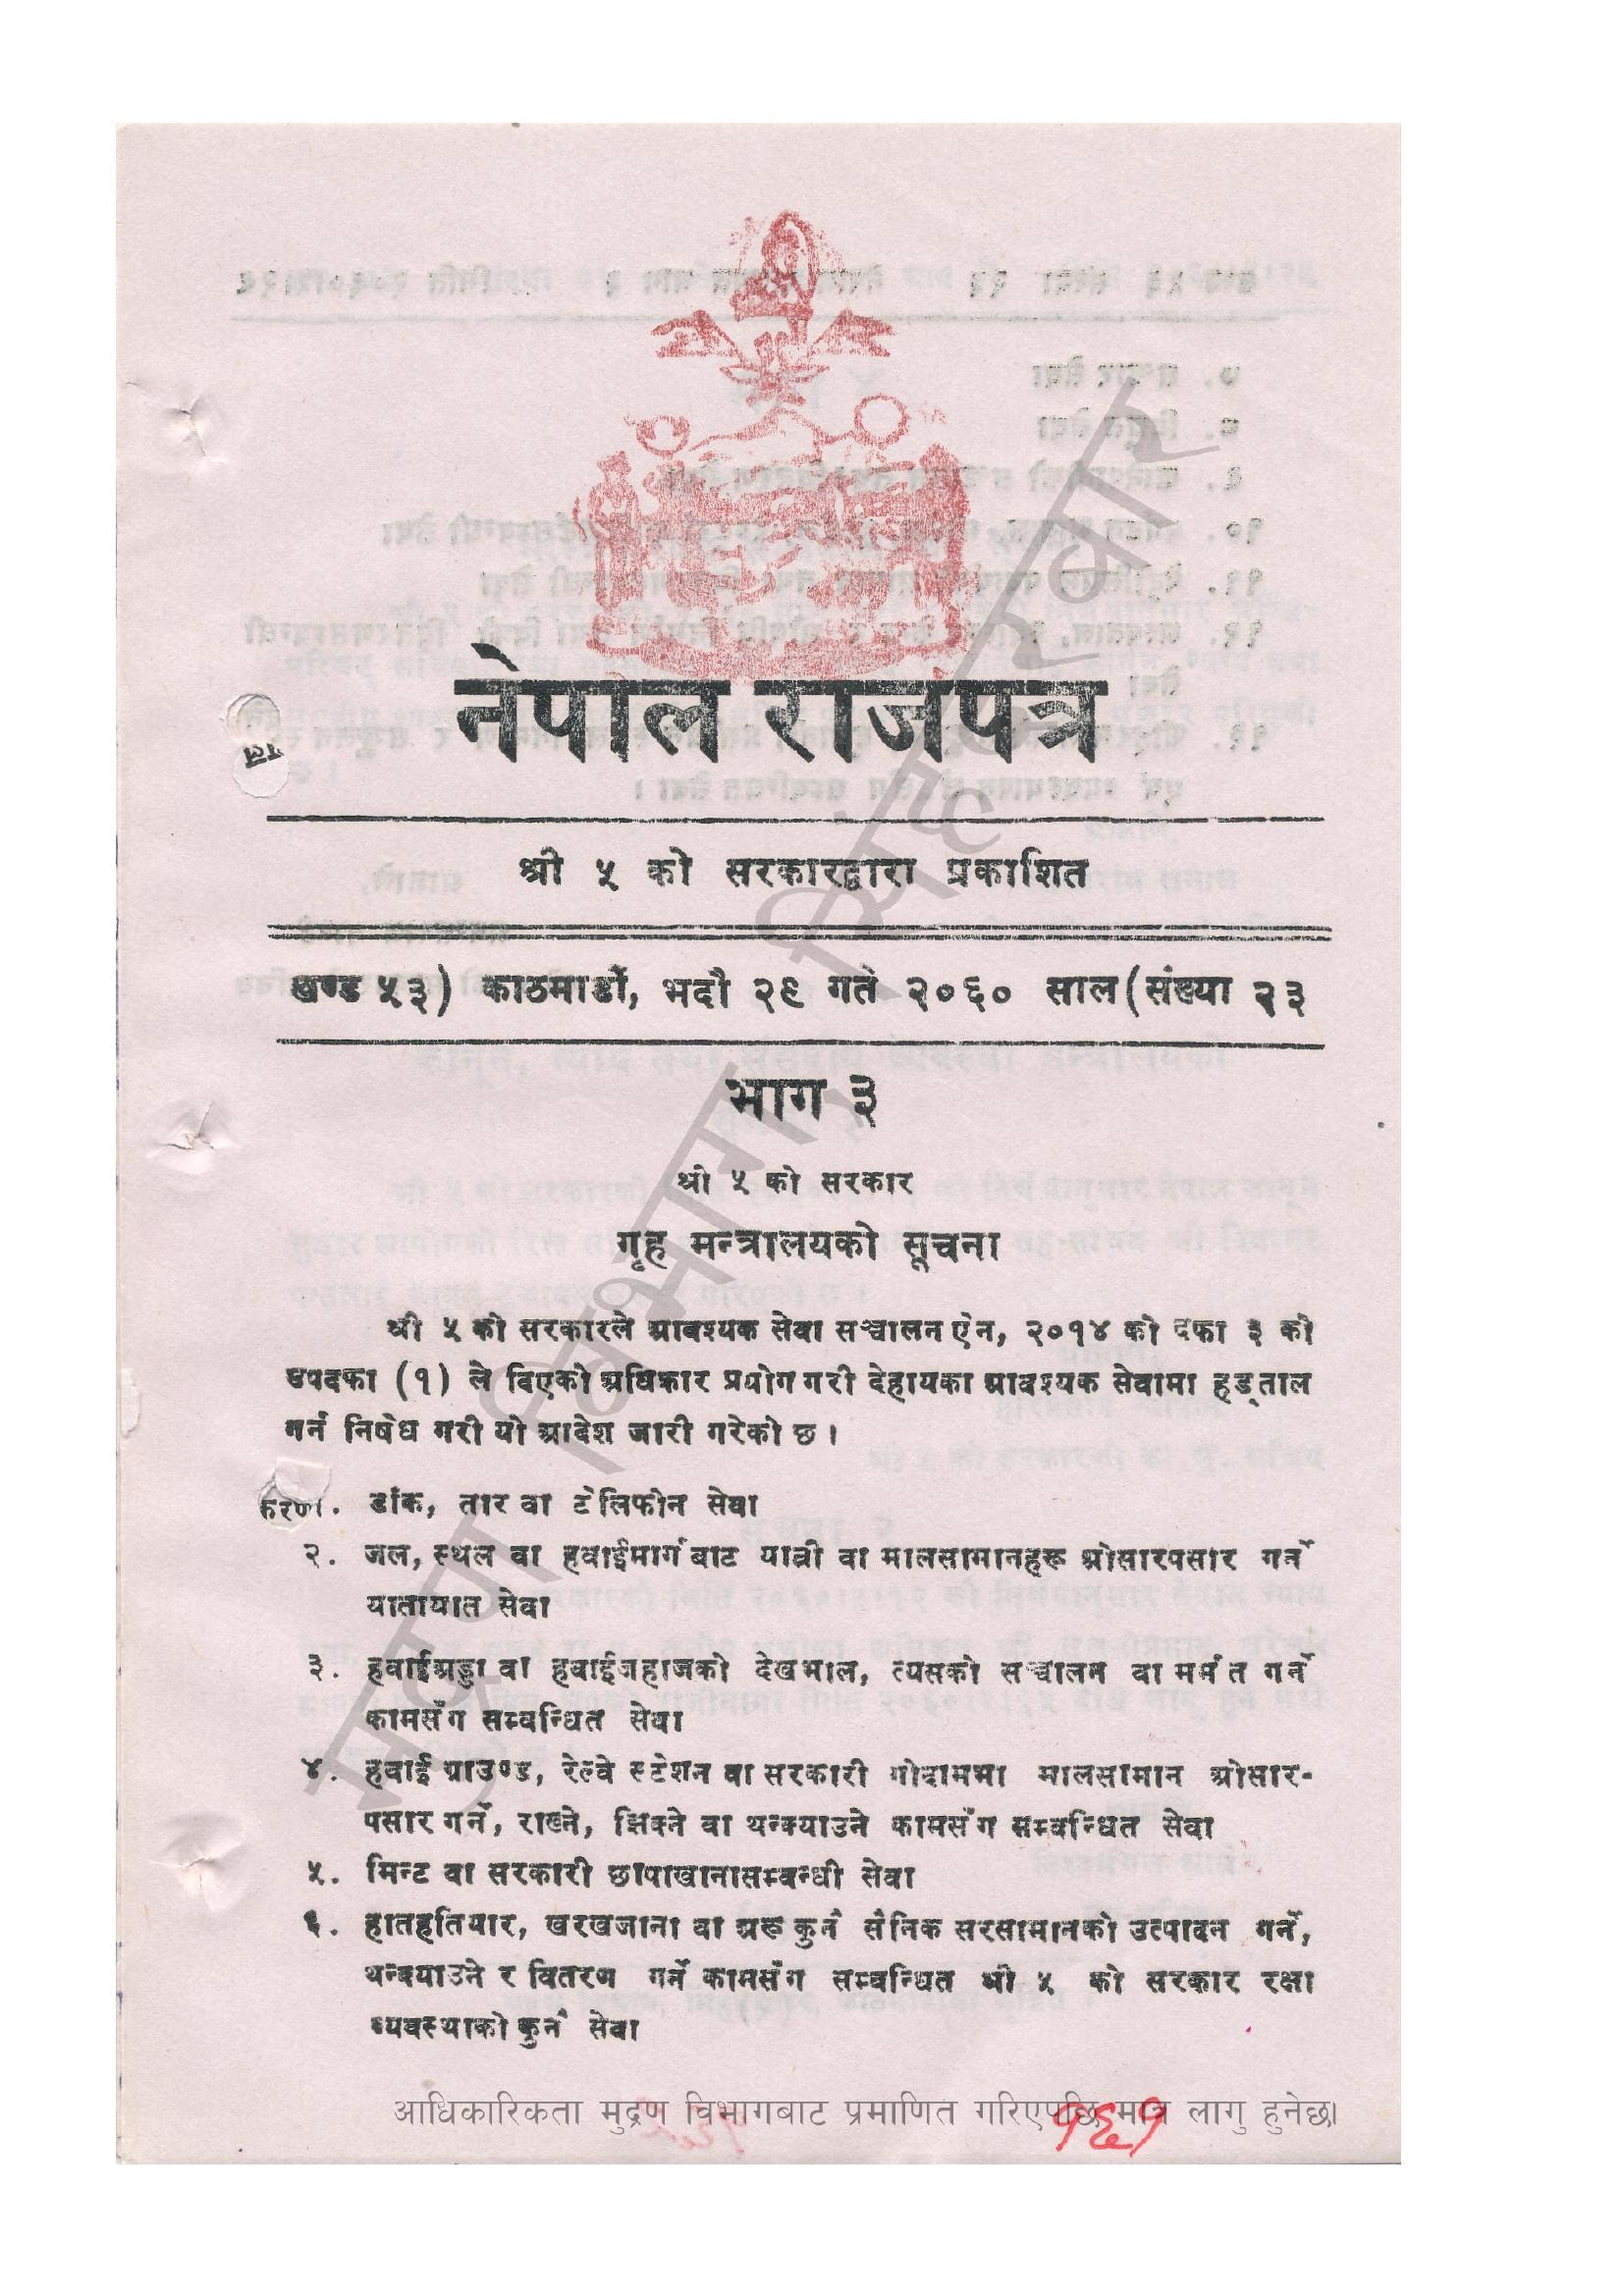 नेपाल राजपत्र
श्री ५ को सरकारद्वारा प्रकाशित
खण्ड ५३) काठमाडौं, भदौ २९ गते २०६० साल (संख्या २३
भाग ३
श्री ५ को सरकार
गृह मन्त्रालयको सूचना
श्री ५ को सरकारले आवश्यक सेवा सञ्चालन ऐन, २०१४ को दफा ३ को
उपदफा (१) ले दिएको अधिकार प्रयोग गरी देहायका आवश्यक सेवामा हड्ताल
गर्न निषेध गरी यो आदेश जारी गरेको छ ।
डांक, तार वा टेलिफोन सेवा
२. जल, स्थल वा हवाईमार्गबाट यात्री वा मालसामानहरू ओसारपसार गर्ने
यातायात सेवा
३. हवाईअड्डा वा हवाईजहाजको देखभाल, त्यसको सञ्चालन वा मर्मत गर्ने
कामसँग सम्बन्धित सेवा
४. हवाई ग्राउण्ड, रेल्वे स्टेशन वा सरकारी गोदाममा मालसामान ओसार-
पसार गर्ने, राख्ने, झिक्ने वा थन्क्याउने कामसँग सम्बन्धित सेवा
५. मिन्ट वा सरकारी छापाखानासम्बन्धी सेवा
६. हातहतियार, खरखजाना वा अरू कुनै सैनिक सरसामानको उत्पादन गर्ने,
थन्क्याउने र वितरण गर्ने कामसँग सम्बन्धित श्री ५ को सरकार रक्षा
व्यवस्थाको कुनै सेवा
मुद्रण विभाग, सिंहदरबार
आधिकारिकता मुद्रण विभागबाट प्रमाणित गरिएपछि मात्र लागु हुनेछ।
१६१